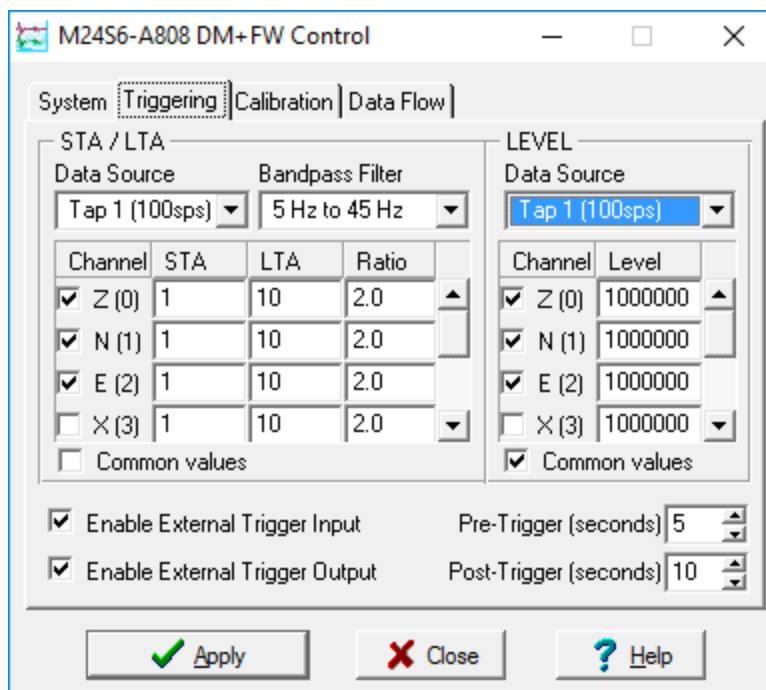 M24S6-A808 DM+FW Control
System Triggering Calibration Data Flow
STA / LTA
Data Source Bandpass Filter
Tap 1 (100sps) 5 Hz to 45 Hz
Channel STA LTA Ratio
Z (0) 1 10 2.0
N (1) 1 10 2.0
E (2) 1 10 2.0
X (3) 1 10 2.0
Common values
LEVEL
Data Source
Tap 1 (100sps)
Channel Level
Z (0) 1000000
N (1) 1000000
E (2) 1000000
X (3) 1000000
Common values
Enable External Trigger Input Pre-Trigger (seconds) 5
Enable External Trigger Output Post-Trigger (seconds) 10
Apply Close Help